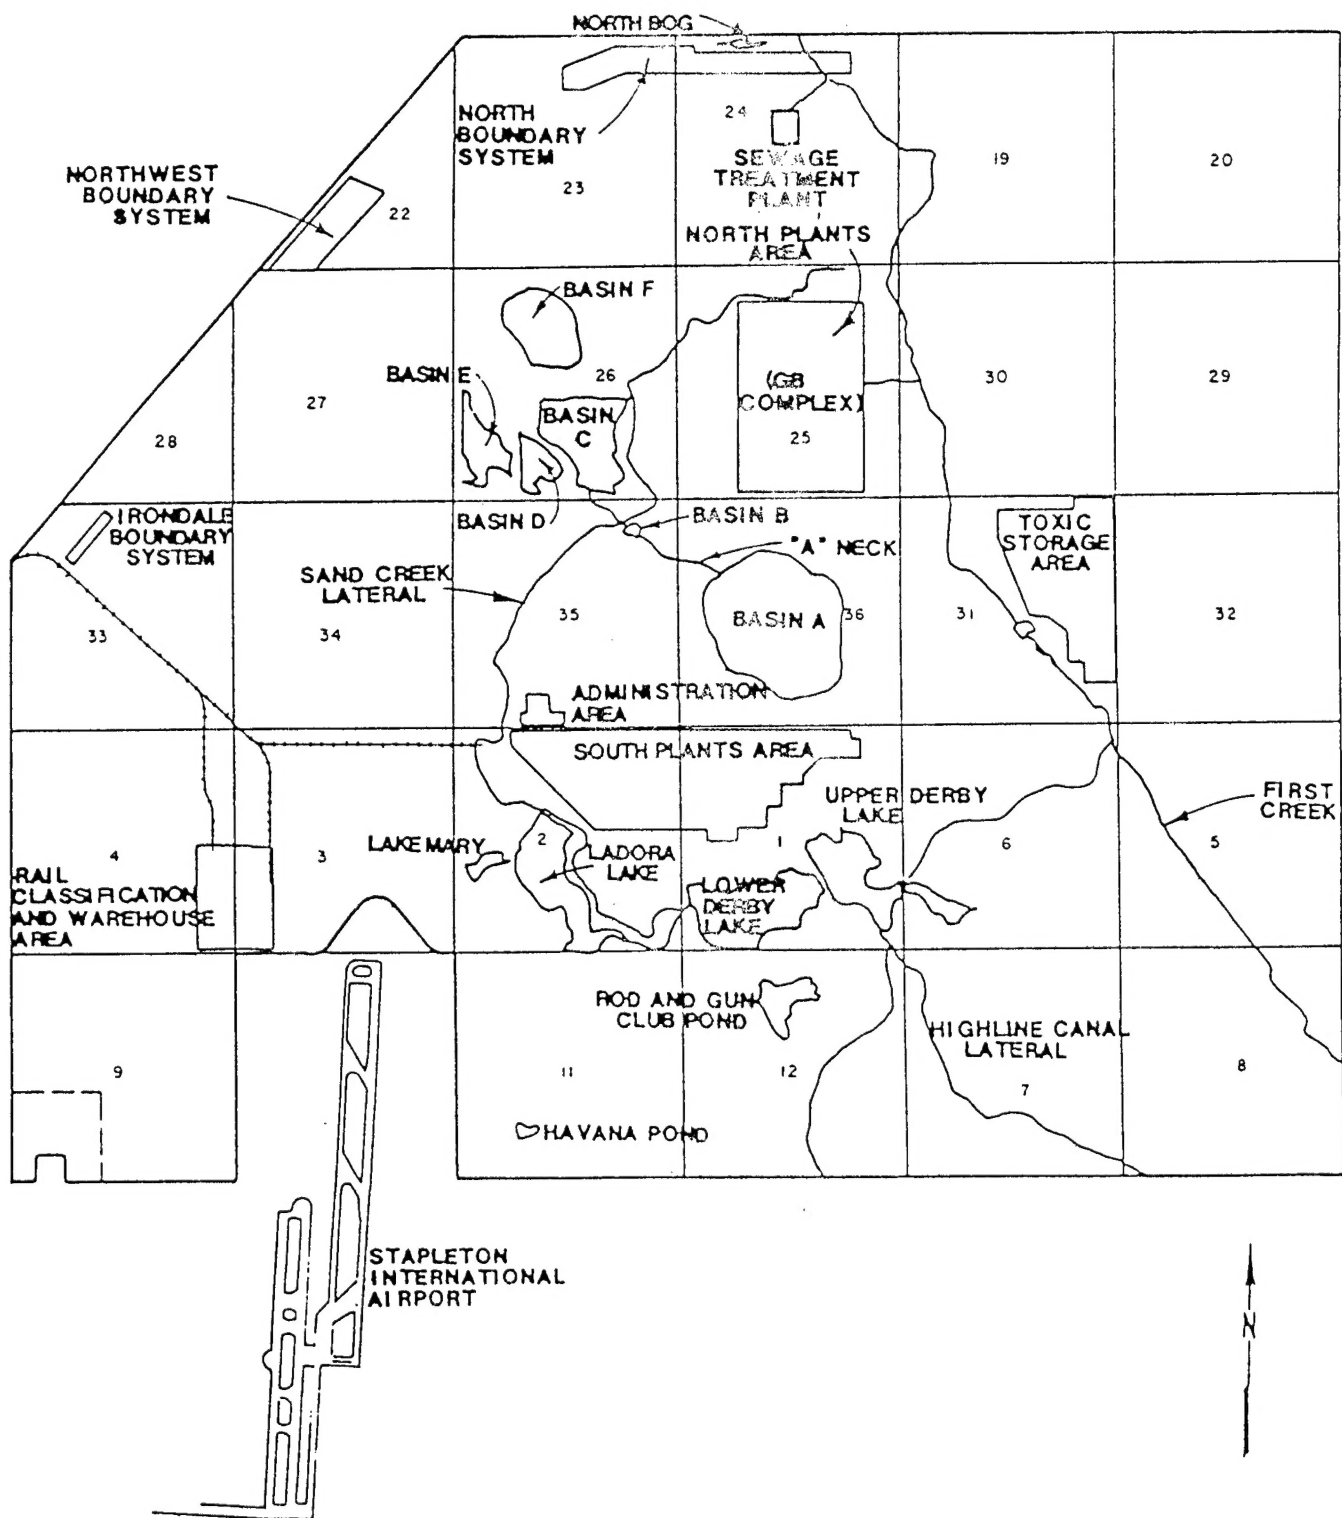 NORTH BOG
NORTH
BOUNDARY
SYSTEM
24
SEWAGE
TREATMENT
PLANT
19
20
NORTHWEST
BOUNDARY
SYSTEM
22
23
NORTH PLANTS
AREA
BASIN F
BASIN E
26
27
28
BASIN
C
(GB
COMPLEX)
25
30
29
BASIN D
BASIN B
"A" NECK
IRONDALE
BOUNDARY
SYSTEM
TOXIC
STORAGE
AREA
SAND CREEK
LATERAL
33
34
35
BASIN A
36
31
32
ADMINISTRATION
AREA
SOUTH PLANTS AREA
UPPER DERBY
LAKE
FIRST
CREEK
4
3
LAKE MARY
2
LADORA
LAKE
1
6
5
LOWER
DERBY
LAKE
RAIL
CLASSIFICATION
AND WAREHOUSE
AREA
ROD AND GUN
CLUB POND
HIGHLINE CANAL
LATERAL
9
11
12
7
8
HAVANA POND
STAPLETON
INTERNATIONAL
AIRPORT
N